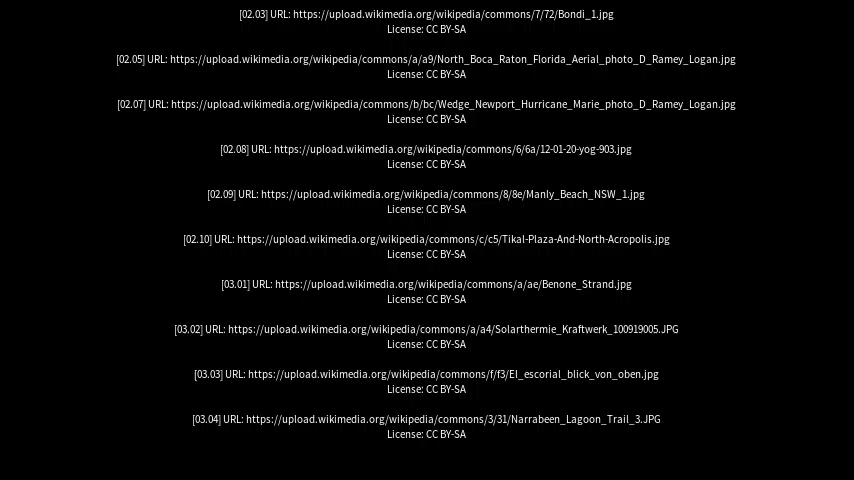 [02.03] URL: https://upload.wikimedia.org/wikipedia/commons/7/72/Bondi_1.jpg
License: CC BY-SA
[02.05] URL: https://upload.wikimedia.org/wikipedia/commons/a/a9/North_Boca_Raton_Florida_Aerial_photo_D_Ramey_Logan.jpg
License: CC BY-SA
[02.07] URL: https://upload.wikimedia.org/wikipedia/commons/b/bc/Wedge_Newport_Hurricane_Marie_photo_D_Ramey_Logan.jpg
License: CC BY-SA
[02.08] URL: https://upload.wikimedia.org/wikipedia/commons/6/6a/12-01-20-yog-903.jpg
License: CC BY-SA
[02.09] URL: https://upload.wikimedia.org/wikipedia/commons/8/8e/Manly_Beach_NSW_1.jpg
License: CC BY-SA
[02.10] URL: https://upload.wikimedia.org/wikipedia/commons/c/c5/Tikal-Plaza-And-North-Acropolis.jpg
License: CC BY-SA
[03.01] URL: https://upload.wikimedia.org/wikipedia/commons/a/ae/Benone_Strand.jpg
License: CC BY-SA
[03.02] URL: https://upload.wikimedia.org/wikipedia/commons/a/a4/Solarthermie_Kraftwerk_100919005.JPG
License: CC BY-SA
[03.03] URL: https://upload.wikimedia.org/wikipedia/commons/f/f3/El_escorial_blick_von_oben.jpg
License: CC BY-SA
[03.04] URL: https://upload.wikimedia.org/wikipedia/commons/3/31/Narrabeen_Lagoon_Trail_3.JPG
License: CC BY-SA